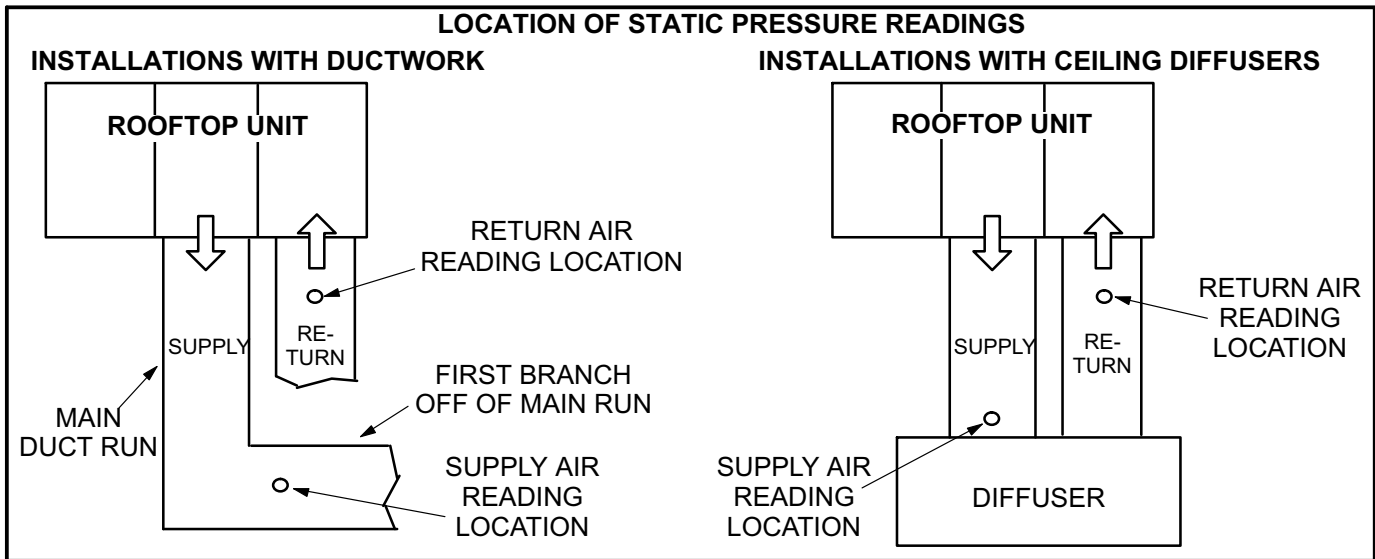 LOCATION OF STATIC PRESSURE READINGS
INSTALLATIONS WITH DUCTWORK
ROOFTOP UNIT
RETURN AIR
READING LOCATION
SUPPLY
RE-
TURN
FIRST BRANCH
OFF OF MAIN RUN
MAIN
DUCT RUN
SUPPLY AIR
READING
LOCATION
INSTALLATIONS WITH CEILING DIFFUSERS
ROOFTOP UNIT
RETURN AIR
READING
LOCATION
SUPPLY
RE-
TURN
SUPPLY AIR
READING
LOCATION
DIFFUSER